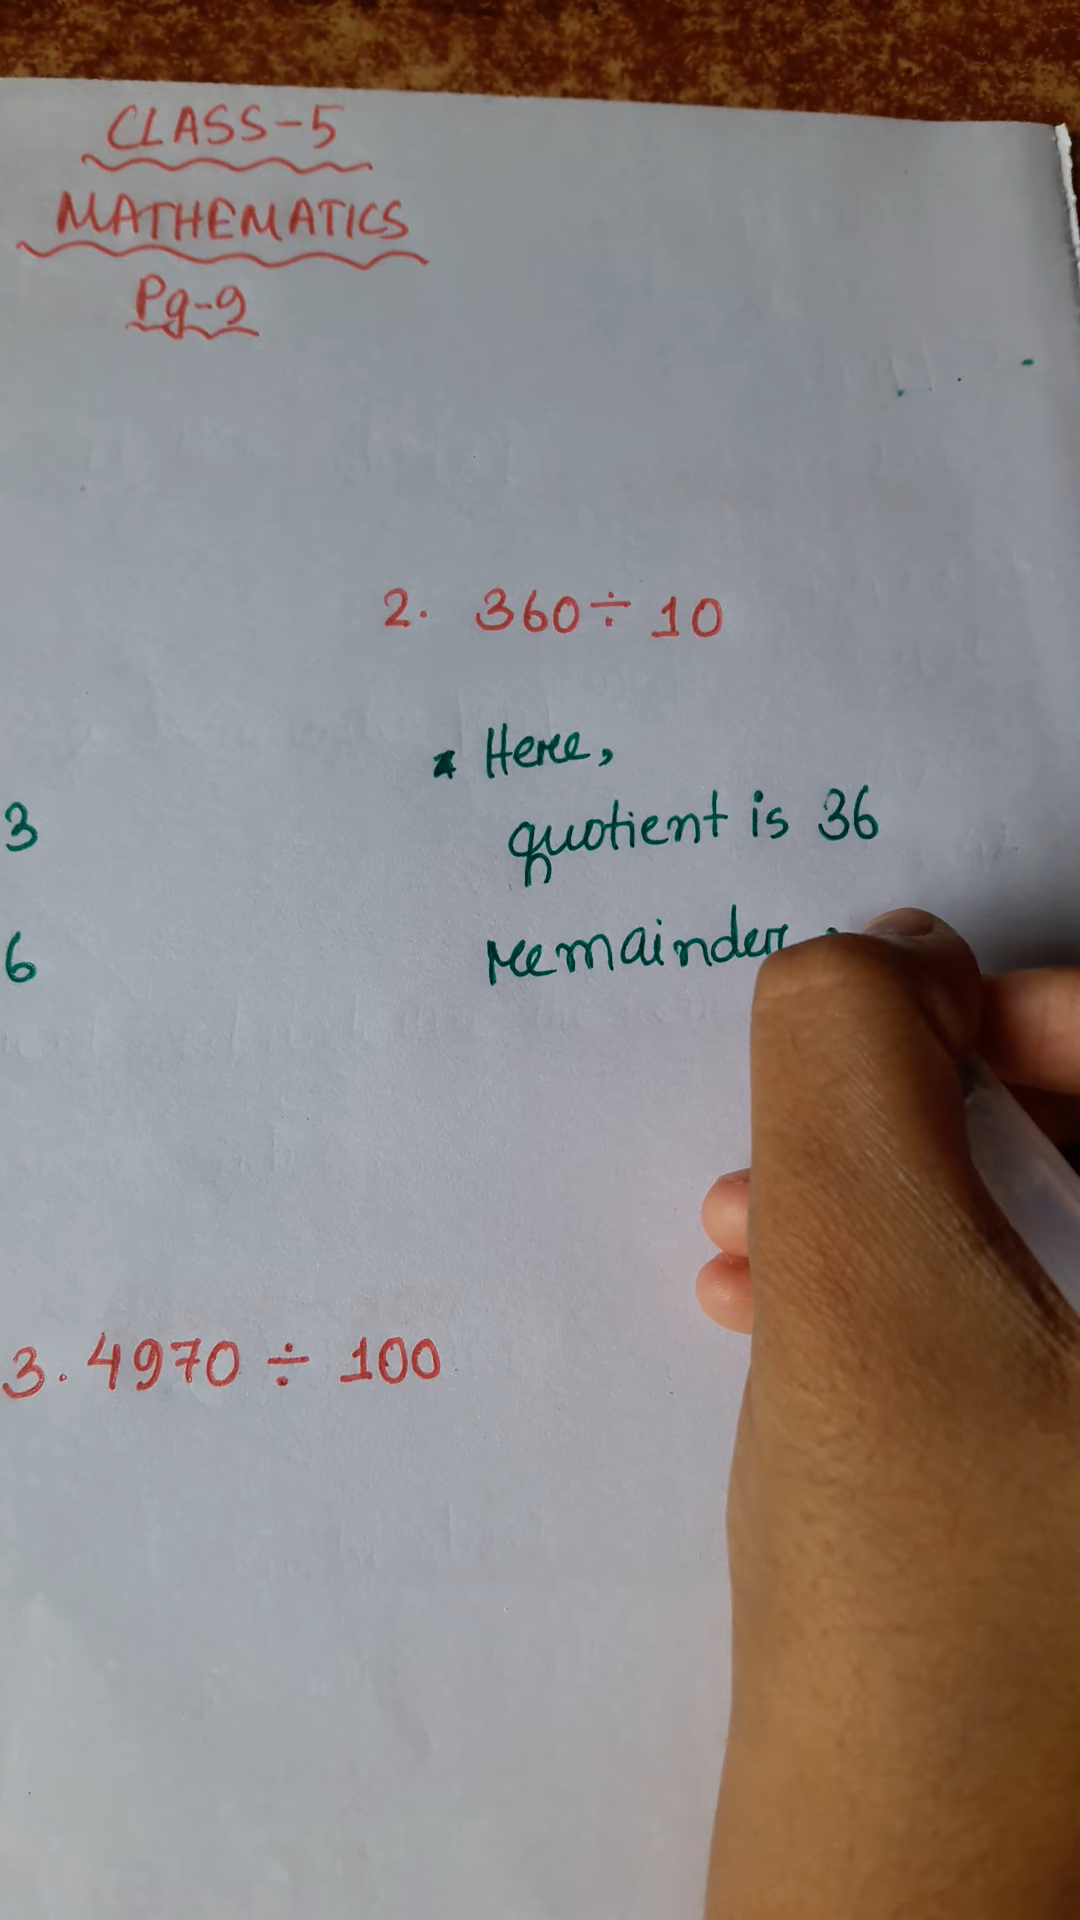 CLASS-5
MATHEMATICS
Pg-9
2. 360 ÷ 10
Here,
3
quotient is 36
6
remainder
3. 4970 ÷ 100